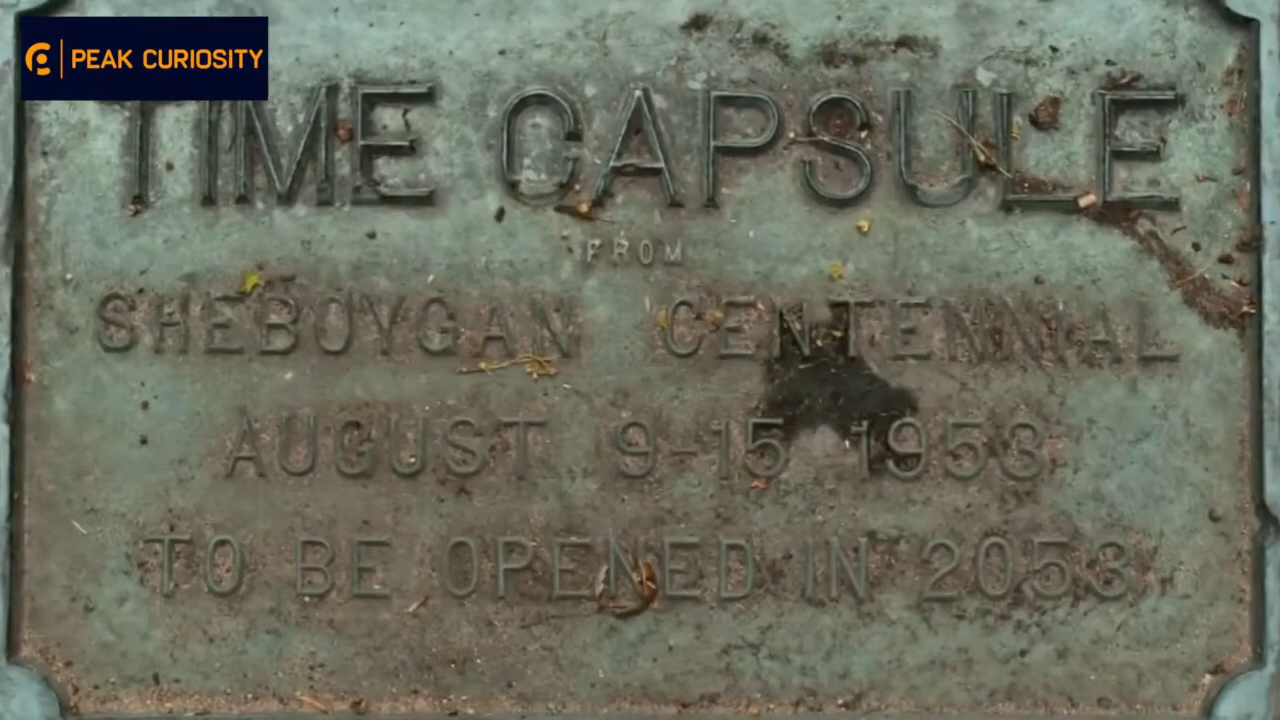 PEAK CURIOSITY
TIME CAPSULE
FROM
SHEBOYGAN CENTENNIAL
AUGUST 9-15 1953
TO BE OPENED IN 2053